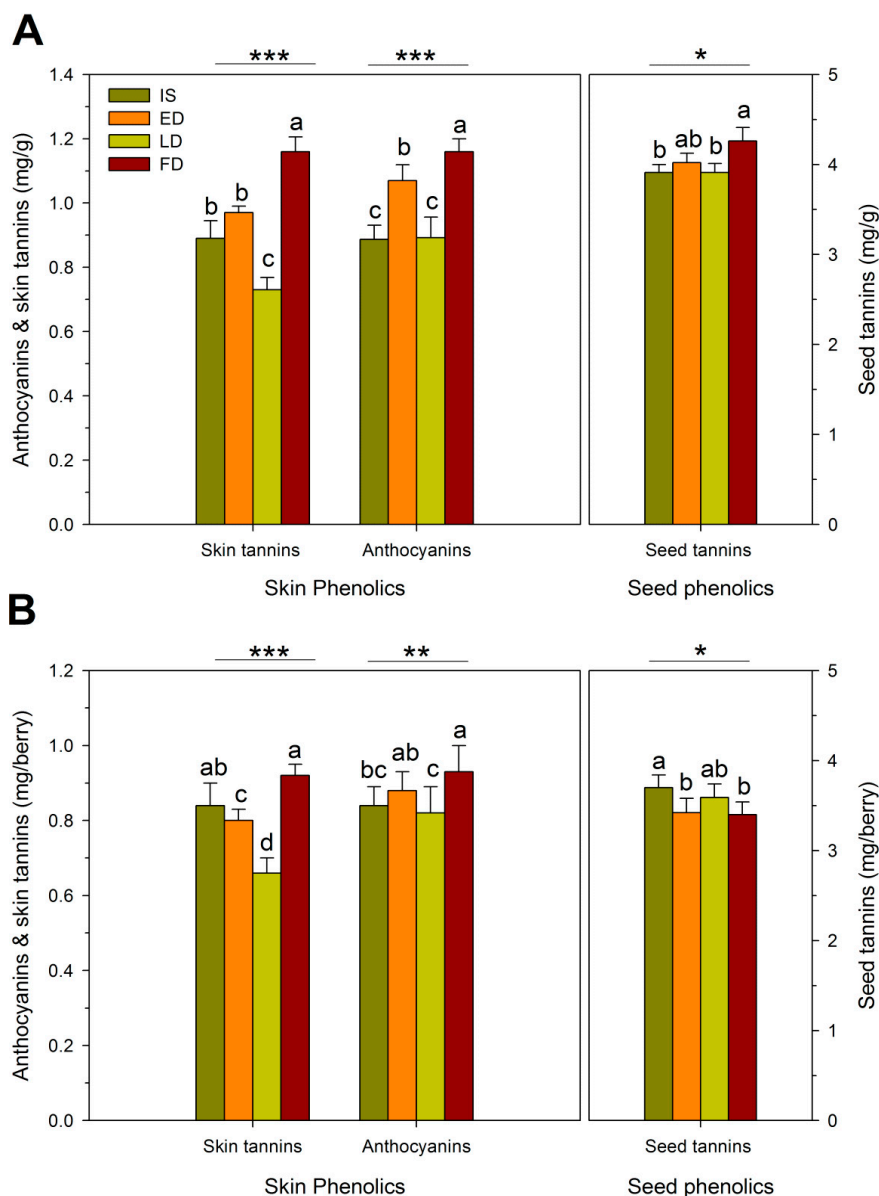 A
*** *** *
1.4
1.2
1.0
0.8
0.6
0.4
0.2
0.0
Anthocyanins & skin tannins (mg/g)
IS
ED
LD
FD
b b c a
c b c a
b ab b a
5
4
3
2
1
0
Seed tannins (mg/g)
Skin tannins Anthocyanins Seed tannins
Skin Phenolics Seed phenolics
B
*** ** *
1.2
1.0
0.8
0.6
0.4
0.2
0.0
Anthocyanins & skin tannins (mg/berry)
ab c d a
bc ab c a
a b ab b
5
4
3
2
1
0
Seed tannins (mg/berry)
Skin tannins Anthocyanins Seed tannins
Skin Phenolics Seed phenolics